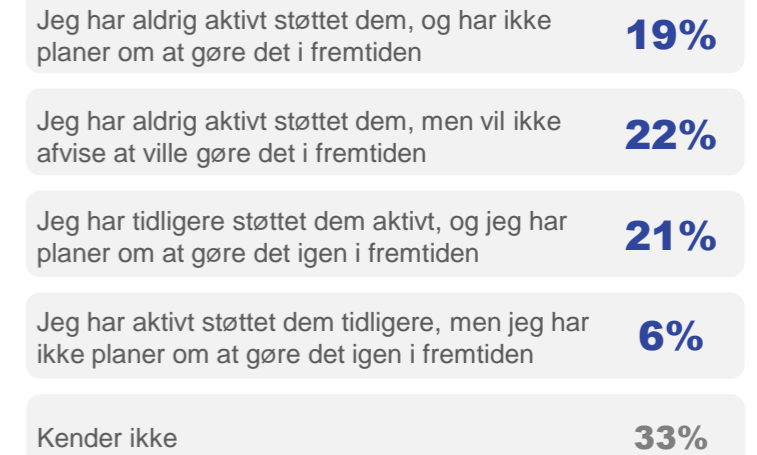 Jeg har aldrig aktivt støttet dem, og har ikke
planer om at gøre det i fremtiden
19%
Jeg har aldrig aktivt støttet dem, men vil ikke
afvise at ville gøre det i fremtiden
22%
Jeg har tidligere støttet dem aktivt, og jeg har
planer om at gøre det igen i fremtiden
21%
Jeg har aktivt støttet dem tidligere, men jeg har
ikke planer om at gøre det igen i fremtiden
6%
Kender ikke
33%